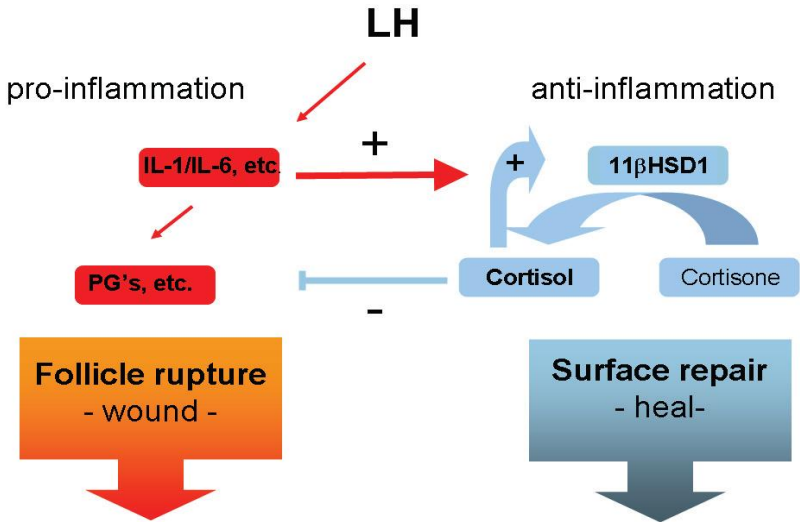 LH
pro-inflammation
anti-inflammation
IL-1/IL-6, etc.
+
+
11βHSD1
PG's, etc.
Cortisol
Cortisone
-
Follicle rupture
- wound -
Surface repair
- heal-